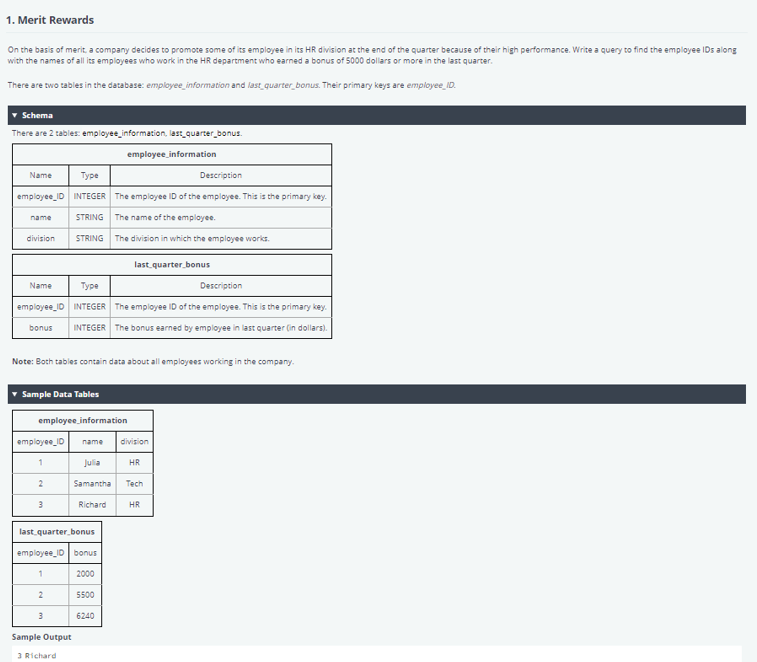 1. Merit Rewards
On the basis of merit, a company decides to promote some of its employee in its HR division at the end of the quarter because of their high performance. Write a query to find the employee IDs along
with the names of all its employees who work in the HR department who earned a bonus of 5000 dollars or more in the last quarter.
There are two tables in the database: employee_information and last_quarter_bonus. Their primary keys are employee_ID.
▼ Schema
There are 2 tables: employee_information, last_quarter_bonus.
employee_information
Name Type Description
employee_ID INTEGER The employee ID of the employee. This is the primary key.
name STRING The name of the employee.
division STRING The division in which the employee works.
last_quarter_bonus
Name Type Description
employee_ID INTEGER The employee ID of the employee. This is the primary key.
bonus INTEGER The bonus earned by employee in last quarter (in dollars).
Note: Both tables contain data about all employees working in the company.
▼ Sample Data Tables
employee_information
employee_ID name division
1 Julia HR
2 Samantha Tech
3 Richard HR
last_quarter_bonus
employee_ID bonus
1 2000
2 5500
3 6240
Sample Output
3 Richard